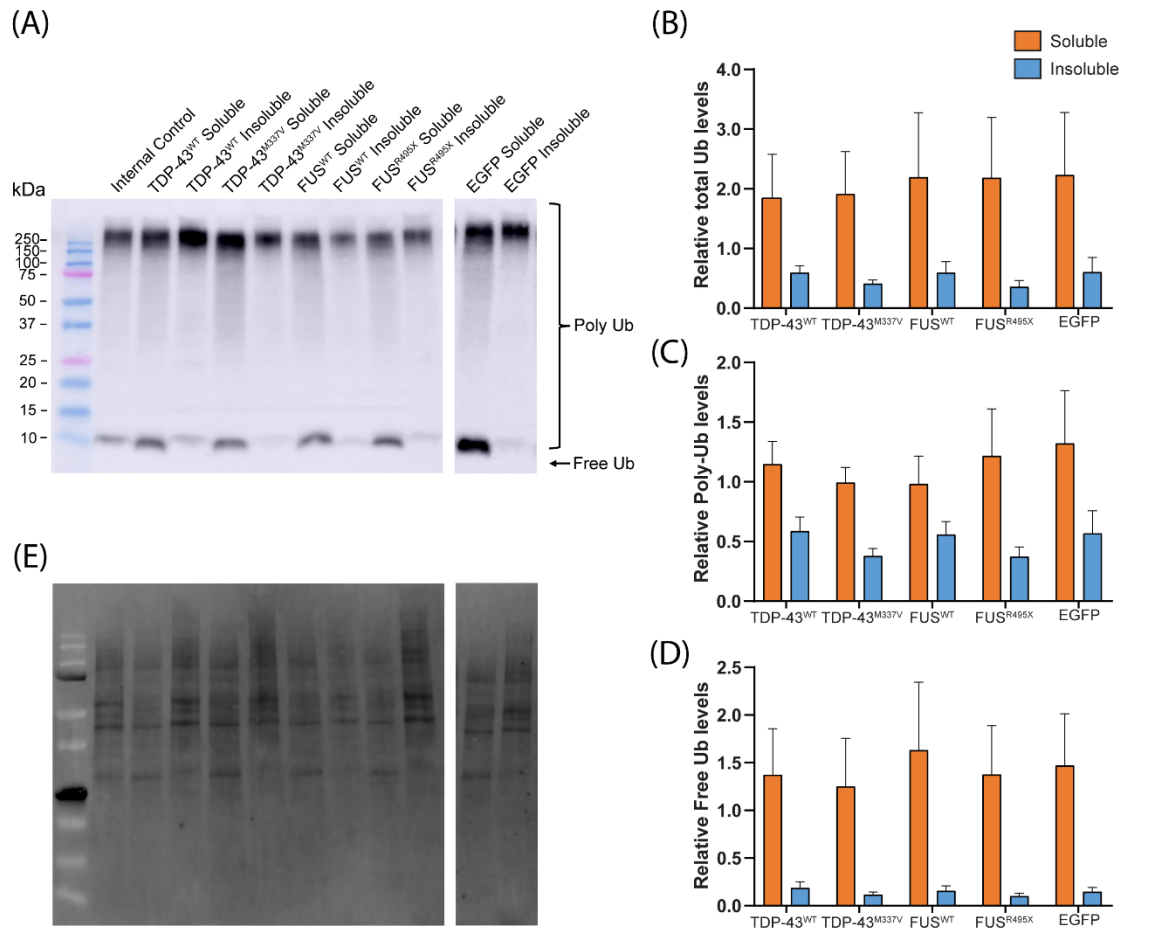 (A)
Internal Control
TDP-43WT Soluble
TDP-43WT Insoluble
TDP-43M337V Soluble
TDP-43M337V Insoluble
FUSWT Soluble
FUSWT Insoluble
FUSR495X Soluble
FUSR495X Insoluble
EGFP Soluble
EGFP Insoluble
kDa
250
150
100
75
50
37
25
20
15
10
Poly Ub
Free Ub
(B)
Soluble
Insoluble
Relative total Ub levels
4.0
3.0
2.0
1.0
0.0
TDP-43WT TDP-43M337V FUSWT FUSR495X EGFP
(C)
Relative Poly-Ub levels
2.0
1.5
1.0
0.5
0.0
TDP-43WT TDP-43M337V FUSWT FUSR495X EGFP
(D)
Relative Free Ub levels
2.5
2.0
1.5
1.0
0.5
0.0
TDP-43WT TDP-43M337V FUSWT FUSR495X EGFP
(E)